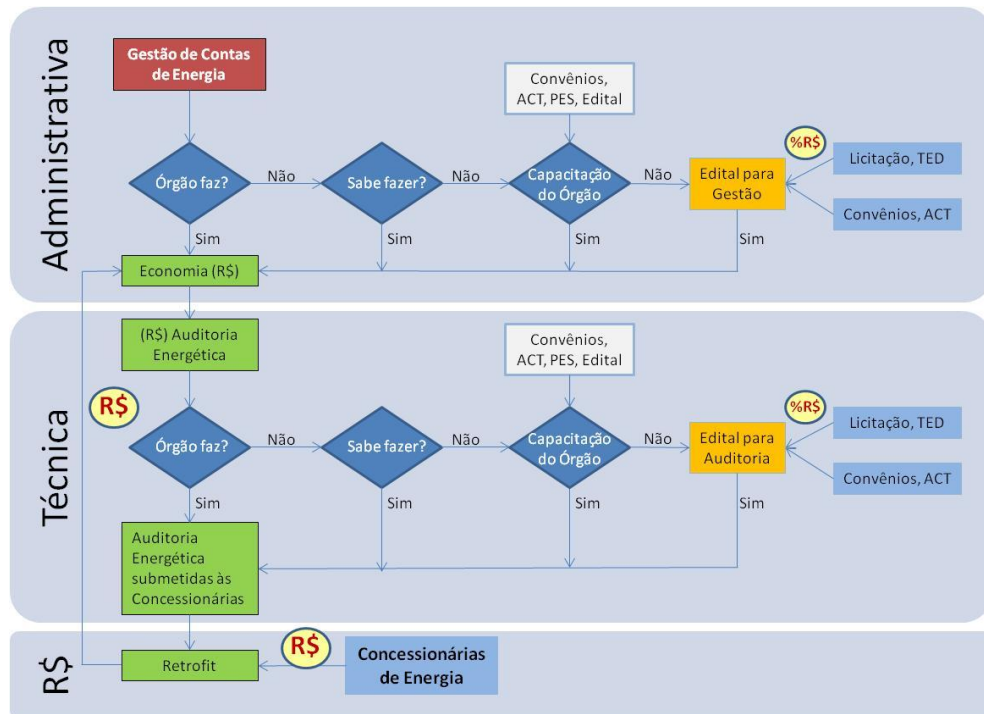 Administrativa
Gestão de Contas
de Energia
Convênios,
ACT, PES, Edital
%R$
Licitação, TED
Órgão faz?
Não
Sabe fazer?
Não
Capacitação
do Órgão
Não
Edital para
Gestão
Convênios, ACT
Sim
Sim
Sim
Sim
Economia (R$)
Técnica
(R$) Auditoria
Energética
Convênios,
ACT, PES, Edital
R$
%R$
Licitação, TED
Órgão faz?
Não
Sabe fazer?
Não
Capacitação
do Órgão
Não
Edital para
Auditoria
Convênios, ACT
Sim
Sim
Sim
Sim
Auditoria
Energética
submetidas às
Concessionárias
R$
Retrofit
R$
Concessionárias
de Energia